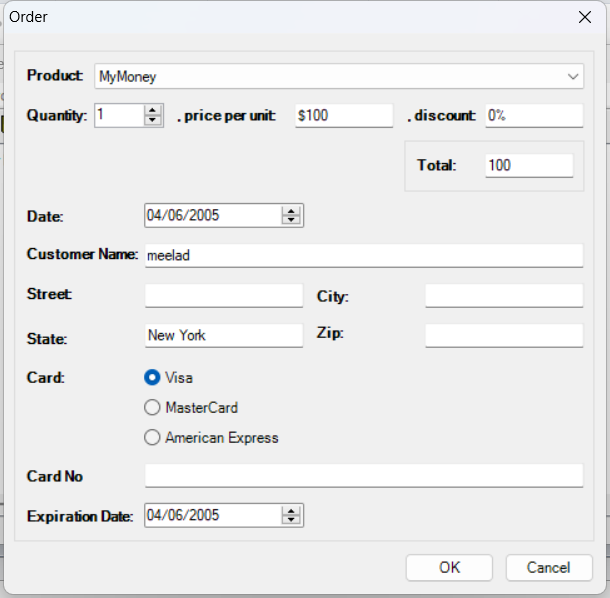 Order
Product: MyMoney
Quantity: 1 , price per unit: $100 , discount: 0%
Total: 100
Date: 04/06/2005
Customer Name: meelad
Street: City:
State: New York Zip:
Card: Visa
MasterCard
American Express
Card No
Expiration Date: 04/06/2005
OK Cancel